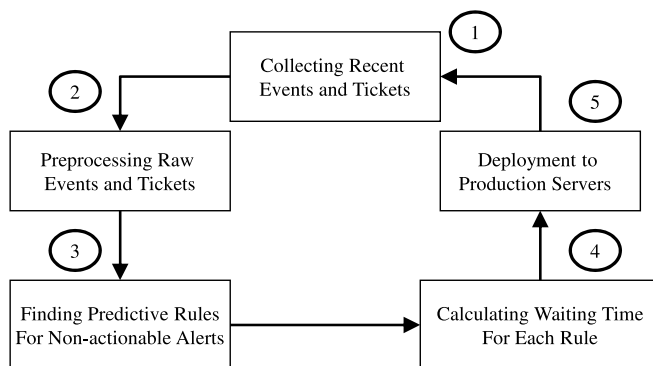 1
Collecting Recent
Events and Tickets
2
Preprocessing Raw
Events and Tickets
3
Finding Predictive Rules
For Non-actionable Alerts
4
Calculating Waiting Time
For Each Rule
5
Deployment to
Production Servers